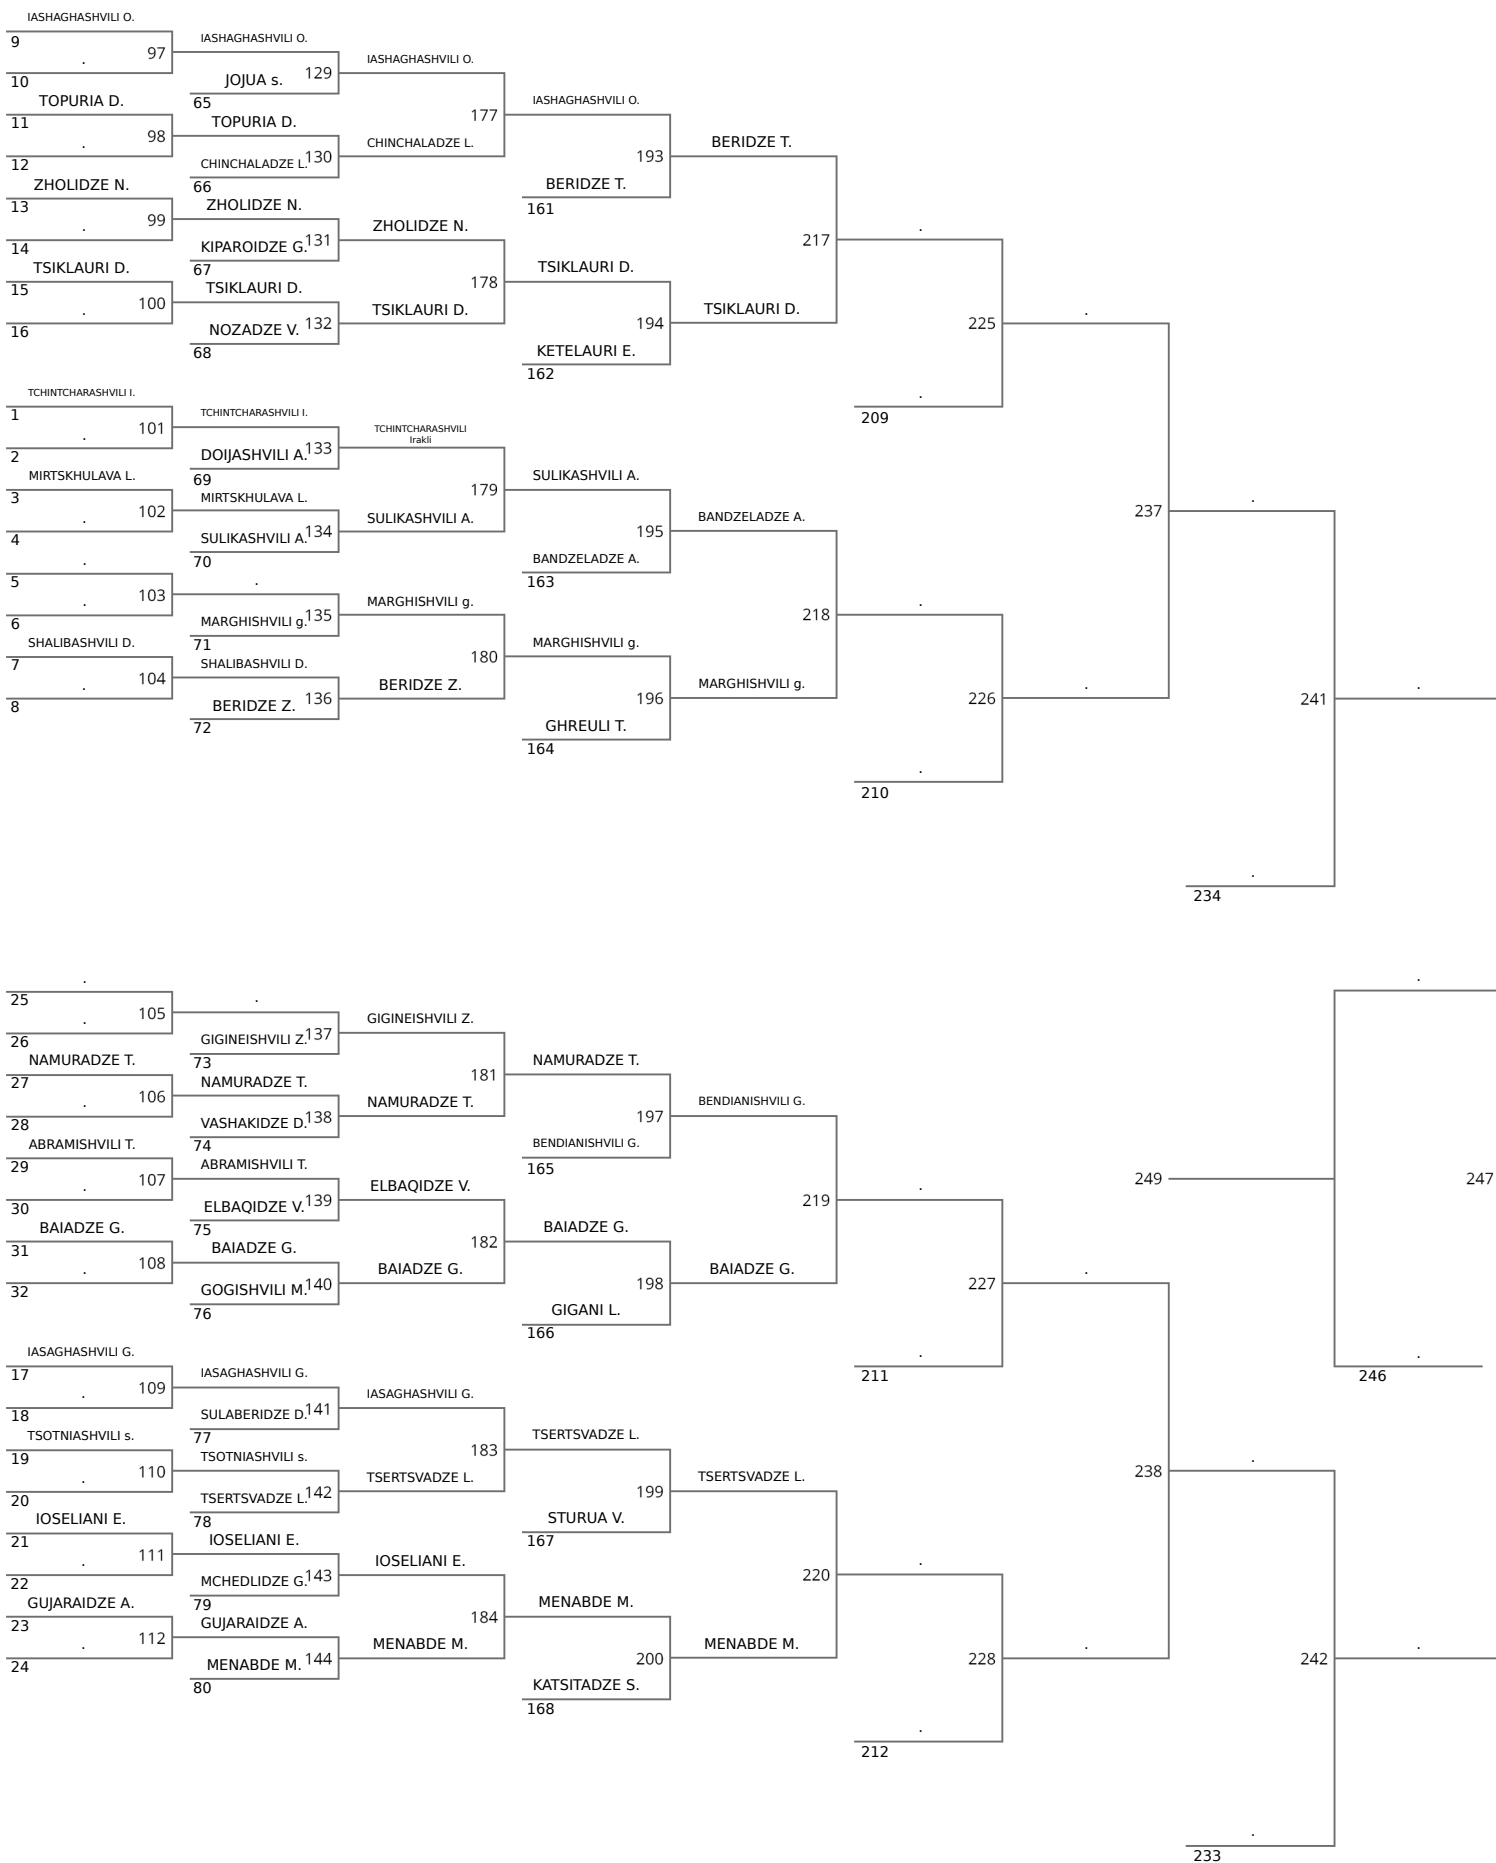 IASHAGHASHVILI O.
9
.
97
10
IASHAGHASHVILI O.
JOJUA s.
129
65
IASHAGHASHVILI O.
TOPURIA D.
11
.
98
12
TOPURIA D.
CHINCHALADZE L.
130
66
177
CHINCHALADZE L.
IASHAGHASHVILI O.
193
BERIDZE T.
161
BERIDZE T.
ZHOLIDZE N.
13
.
99
14
ZHOLIDZE N.
KIPAROIDZE G.
131
67
ZHOLIDZE N.
TSIKLAURI D.
15
.
100
16
TSIKLAURI D.
NOZADZE V.
132
68
178
TSIKLAURI D.
TSIKLAURI D.
194
KETELAURI E.
162
TSIKLAURI D.
217
.
225
.
209
.
TCHINTCHARASHVILI I.
1
.
101
2
TCHINTCHARASHVILI I.
DOIJASHVILI A.
133
69
TCHINTCHARASHVILI
Irakli
MIRTSKHULAVA L.
3
.
102
4
MIRTSKHULAVA L.
SULIKASHVILI A.
134
70
179
SULIKASHVILI A.
SULIKASHVILI A.
195
BANDZELADZE A.
163
BANDZELADZE A.
.
5
.
103
6
.
MARGHISHVILI g.
135
71
MARGHISHVILI g.
SHALIBASHVILI D.
7
.
104
8
SHALIBASHVILI D.
BERIDZE Z.
136
72
180
BERIDZE Z.
MARGHISHVILI g.
196
GHREULI T.
164
MARGHISHVILI g.
218
.
226
.
210
.
237
.
241
.
.
234
.
25
.
105
26
.
GIGINEISHVILI Z.
137
73
GIGINEISHVILI Z.
NAMURADZE T.
27
.
106
28
NAMURADZE T.
VASHAKIDZE D.
138
74
181
NAMURADZE T.
NAMURADZE T.
197
BENDIANISHVILI G.
165
BENDIANISHVILI G.
ABRAMISHVILI T.
29
.
107
30
ABRAMISHVILI T.
ELBAQIDZE V.
139
75
ELBAQIDZE V.
BAIADZE G.
31
.
108
32
BAIADZE G.
GOGISHVILI M.
140
76
182
BAIADZE G.
BAIADZE G.
198
GIGANI L.
166
BAIADZE G.
219
.
227
.
211
.
249
.
247
.
246
IASAGHASHVILI G.
17
.
109
18
IASAGHASHVILI G.
SULABERIDZE D.
141
77
IASAGHASHVILI G.
TSOTNIASHVILI s.
19
.
110
20
TSOTNIASHVILI s.
TSERTSVADZE L.
142
78
183
TSERTSVADZE L.
TSERTSVADZE L.
199
STURUA V.
167
TSERTSVADZE L.
IOSELIANI E.
21
.
111
22
IOSELIANI E.
MCHEDLIDZE G.
143
79
IOSELIANI E.
GUJARAIDZE A.
23
.
112
24
GUJARAIDZE A.
MENABDE M.
144
80
184
MENABDE M.
MENABDE M.
200
KATSITADZE S.
168
MENABDE M.
220
.
228
.
212
.
238
.
242
.
.
233